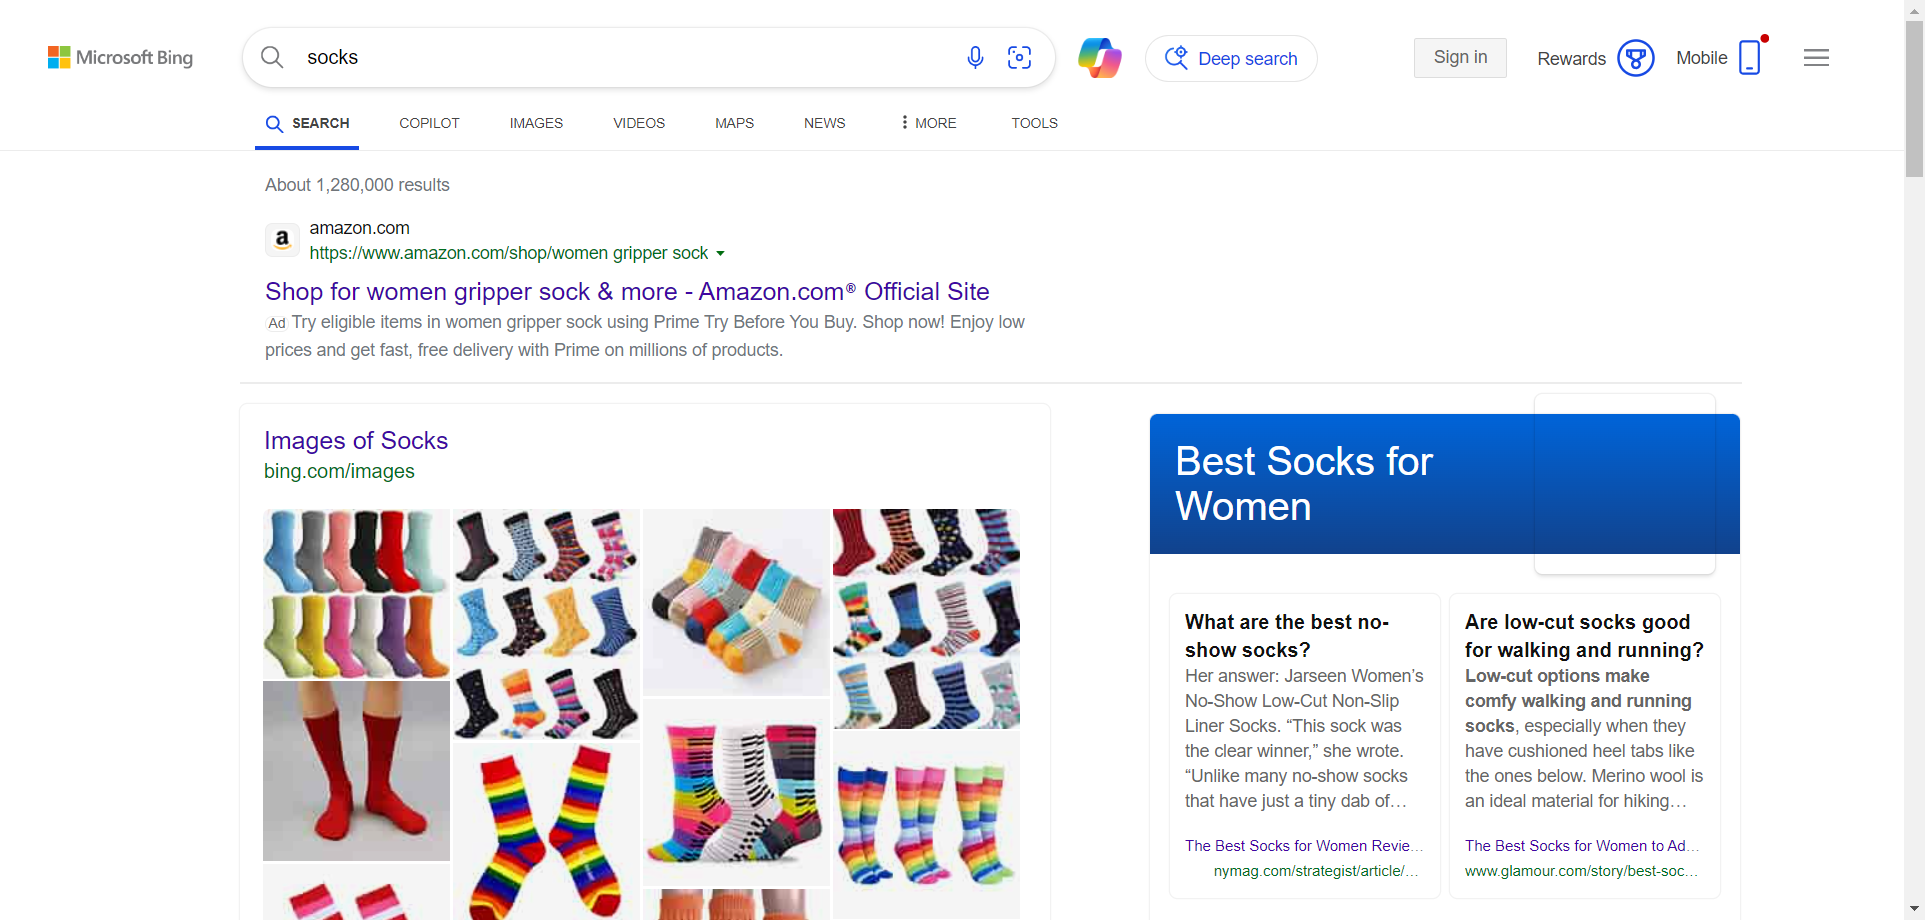 Microsoft Bing
socks
Deep search
Sign in
Rewards
Mobile
SEARCH
COPILOT
IMAGES
VIDEOS
MAPS
NEWS
MORE
TOOLS
About 1,280,000 results
a
amazon.com
https://www.amazon.com/shop/women gripper sock
Shop for women gripper sock & more - Amazon.com® Official Site
Ad Try eligible items in women gripper sock using Prime Try Before You Buy. Shop now! Enjoy low
prices and get fast, free delivery with Prime on millions of products.
Images of Socks
bing.com/images
Best Socks for
Women
What are the best no-
show socks?
Her answer: Jarseen Women’s
No-Show Low-Cut Non-Slip
Liner Socks. “This sock was
the clear winner,” she wrote.
“Unlike many no-show socks
that have just a tiny dab of…
The Best Socks for Women Revie…
nymag.com/strategist/article/…
Are low-cut socks good
for walking and running?
Low-cut options make
comfy walking and running
socks, especially when they
have cushioned heel tabs like
the ones below. Merino wool is
an ideal material for hiking…
The Best Socks for Women to Ad…
www.glamour.com/story/best-soc…